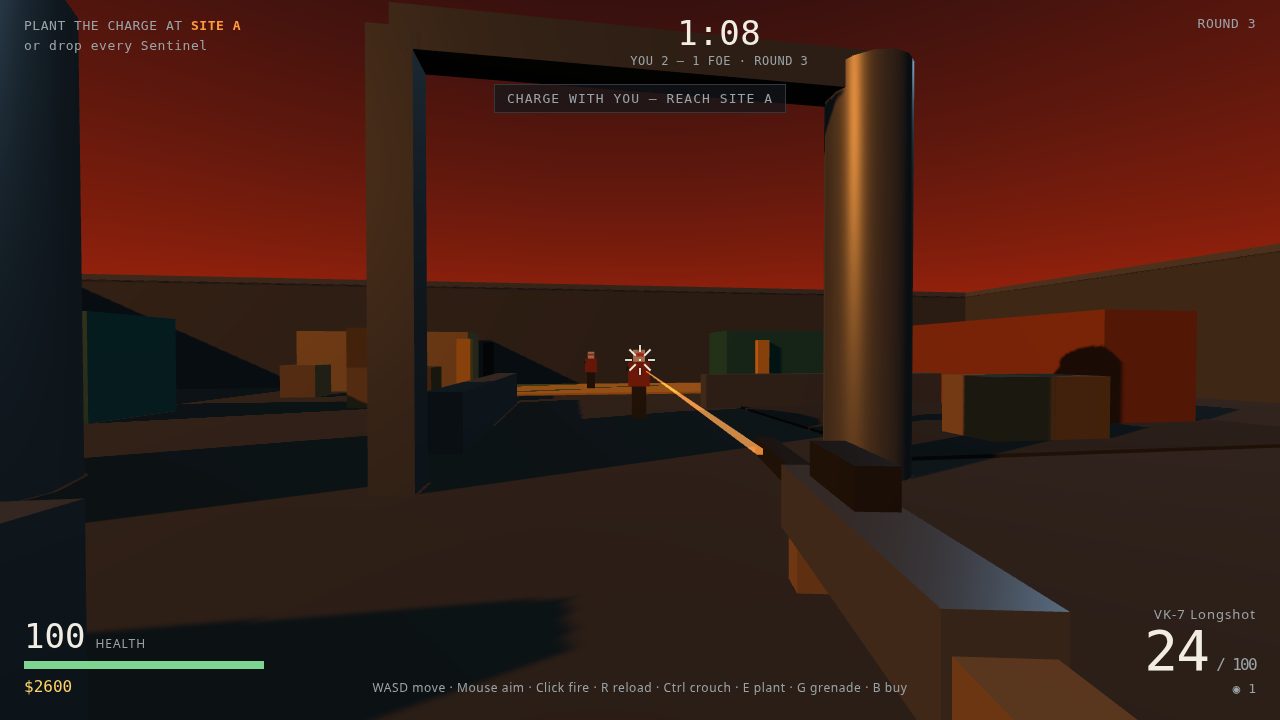 PLANT THE CHARGE AT SITE A
or drop every Sentinel
1:08
YOU 2 — 1 FOE · ROUND 3
CHARGE WITH YOU — REACH SITE A
ROUND 3
100 HEALTH
$2600
WASD move · Mouse aim · Click fire · R reload · Ctrl crouch · E plant · G grenade · B buy
VK-7 Longshot
24 / 100
◉ 1